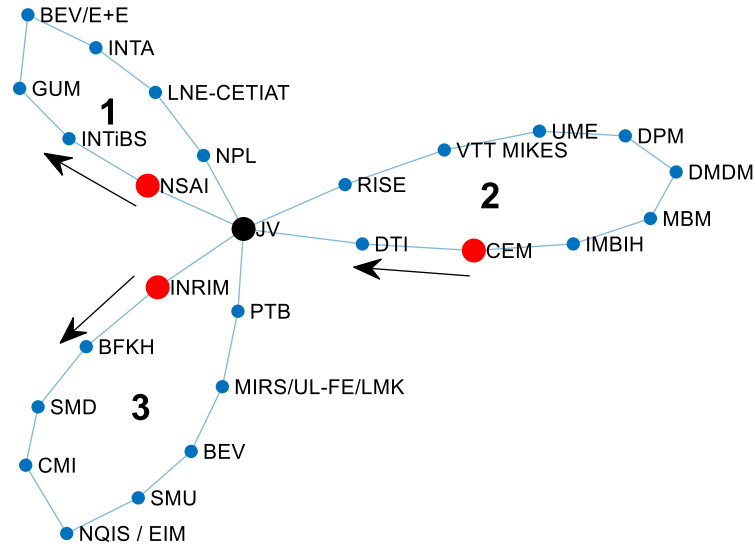 BEV/E+E
INTA
GUM
LNE-CETIAT
1
INTiBS
NPL
NSAI
UME
DPM
VTT MIKES
DMDM
RISE
2
MBM
JV
DTI
CEM
IMBIH
INRIM
PTB
BFKH
MIRS/UL-FE/LMK
SMD
3
BEV
CMI
SMU
NQIS / EIM